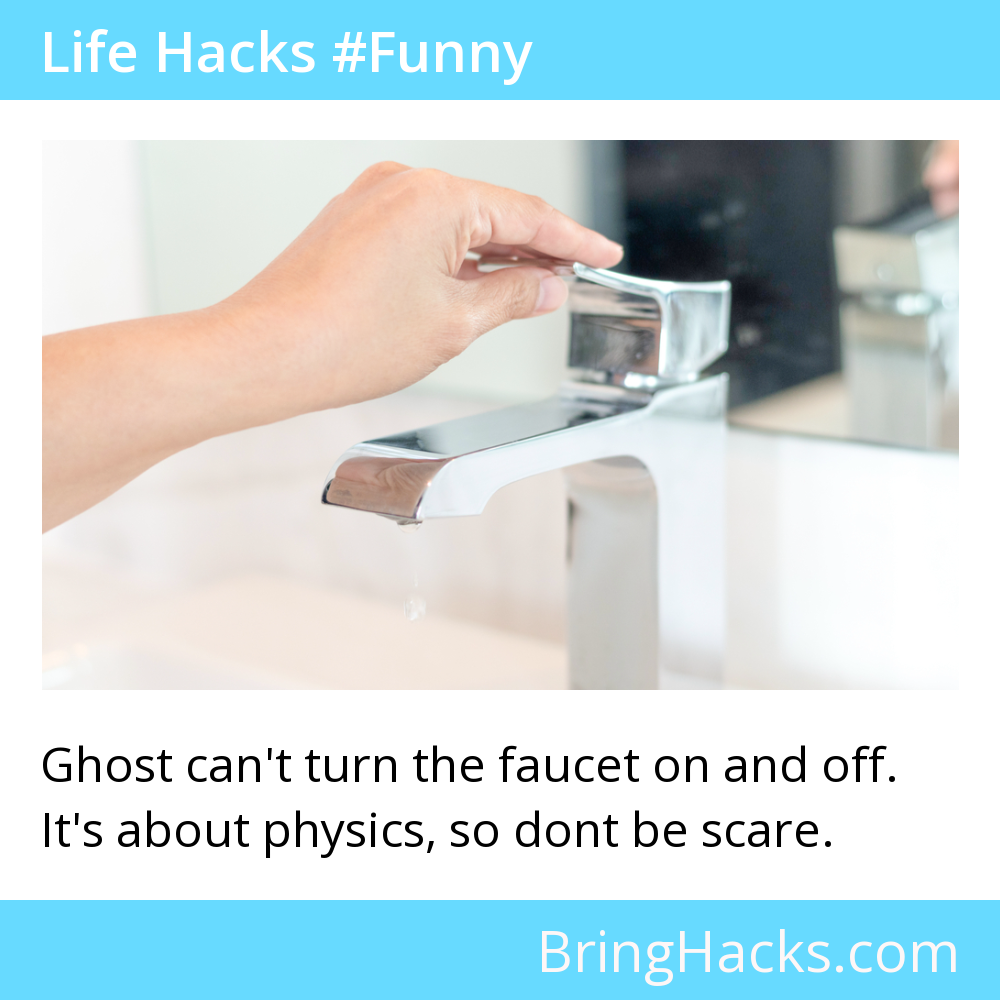 Life Hacks #Funny
Ghost can't turn the faucet on and off.
It's about physics, so dont be scare.
BringHacks.com